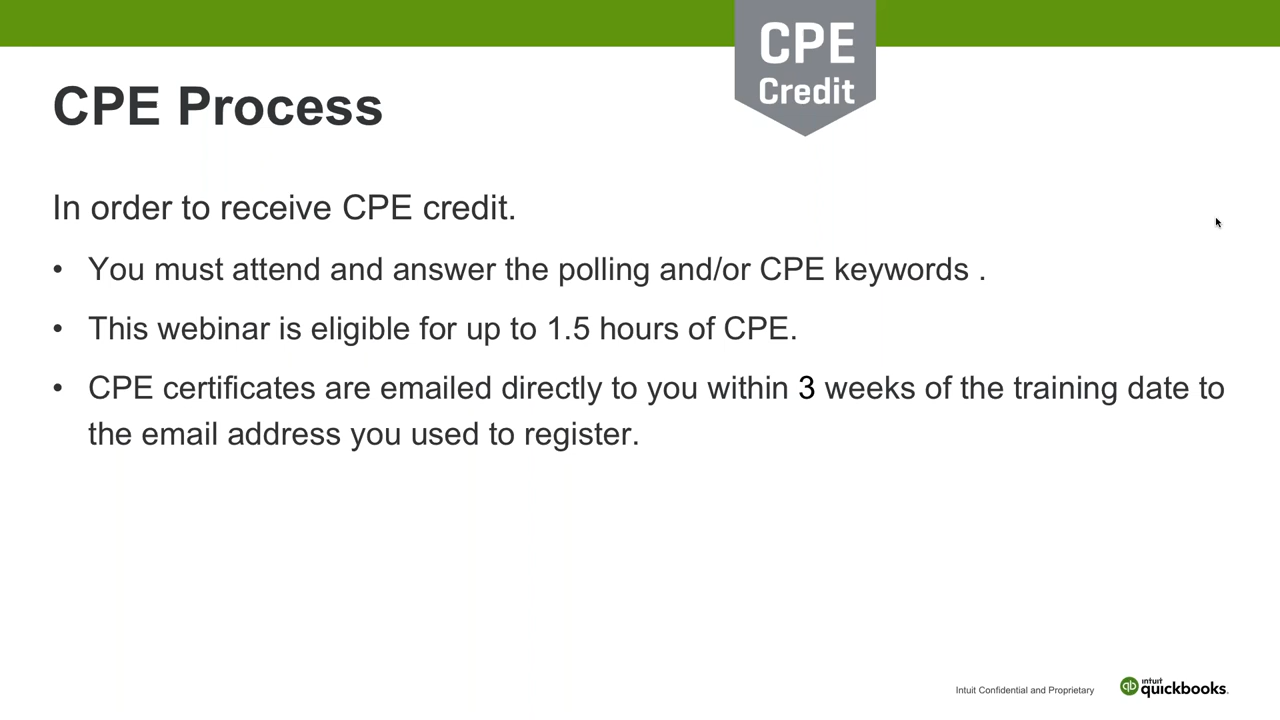 CPE
Credit
CPE Process
In order to receive CPE credit.
• You must attend and answer the polling and/or CPE keywords .
• This webinar is eligible for up to 1.5 hours of CPE.
• CPE certificates are emailed directly to you within 3 weeks of the training date to
the email address you used to register.
Intuit Confidential and Proprietary
qb intuit quickbooks.